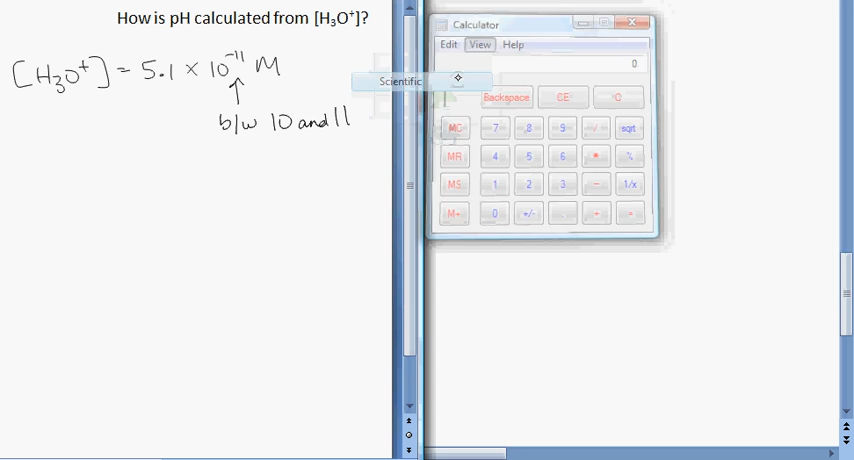 How is pH calculated from [H₃O⁺]?
[H₃O⁺] = 5.1 × 10⁻¹¹ M
b/w 10 and 11
Calculator
Edit View Help
0
Scientific
Backspace CE C
MC 7 8 9 / sqrt
MR 4 5 6 * %
MS 1 2 3 - 1/x
M+ 0 +/- . + =